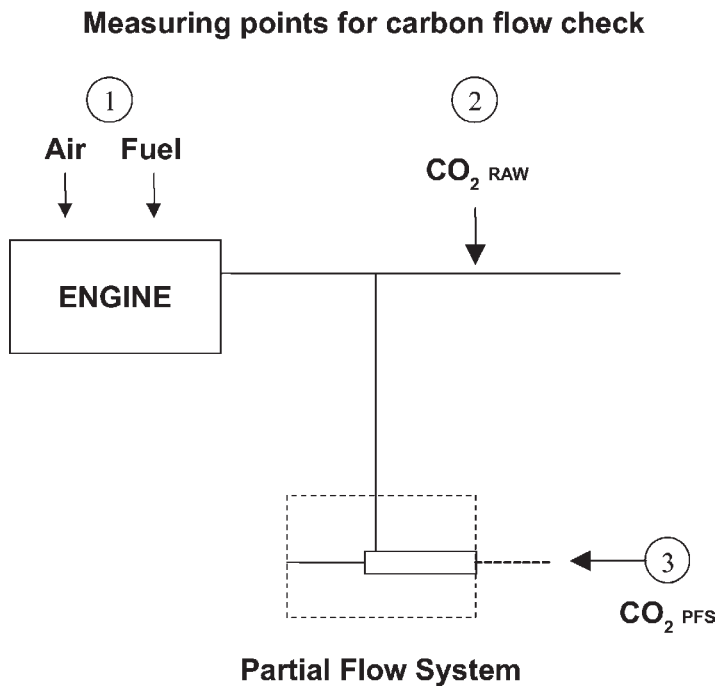 Measuring points for carbon flow check
1
2
Air Fuel
CO2 RAW
ENGINE
3
CO2 PFS
Partial Flow System